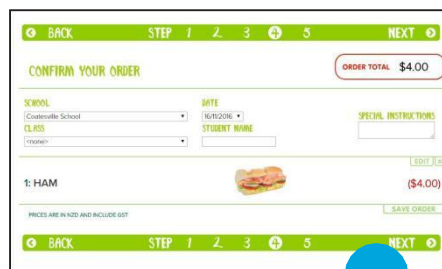 BACK STEP 1 2 3 4 5 NEXT
CONFIRM YOUR ORDER
ORDER TOTAL $4.00
SCHOOL DATE
Coatesville School 16/11/2016 SPECIAL INSTRUCTIONS
CLASS STUDENT NAME
<none>
EDIT
1: HAM ($4.00)
PRICES ARE IN NZD AND INCLUDE GST SAVE ORDER
BACK STEP 1 2 3 4 5 NEXT